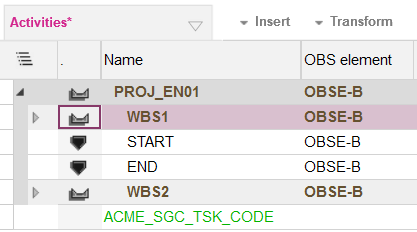 Activities* Insert Transform
. Name OBS element
PROJ_EN01 OBSE-B
WBS1 OBSE-B
START OBSE-B
END OBSE-B
WBS2 OBSE-B
ACME_SGC_TSK_CODE